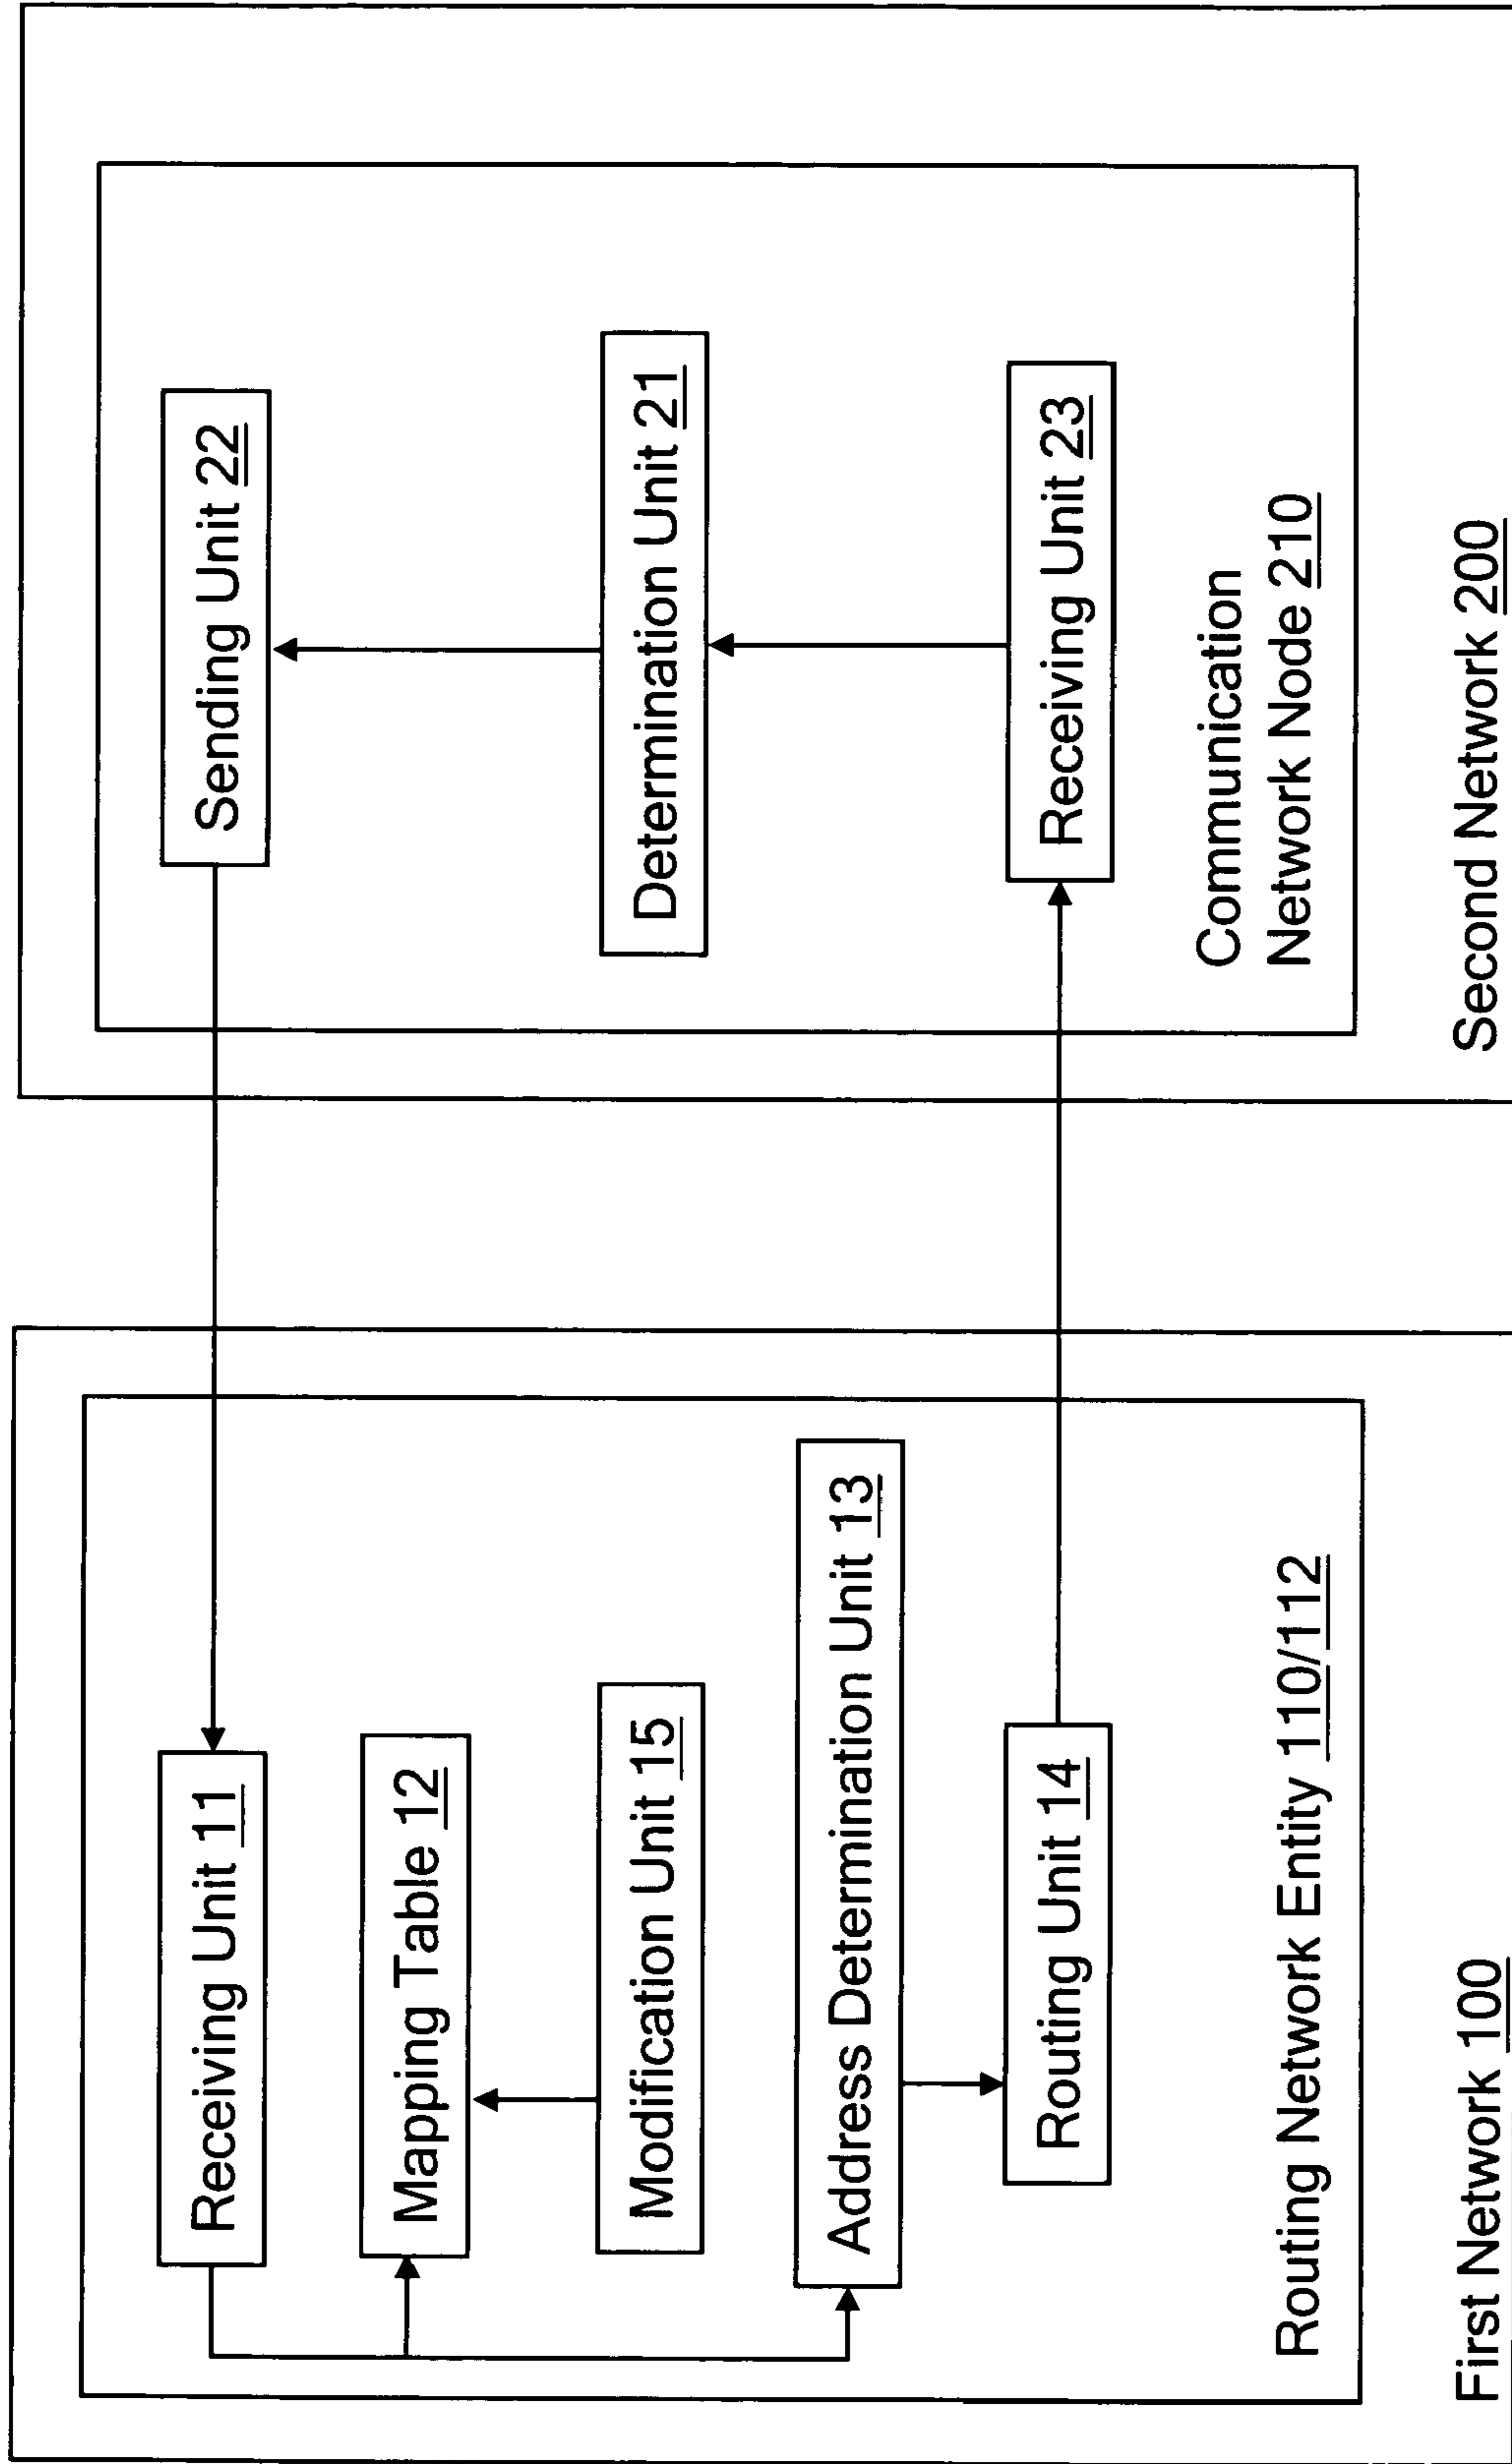 Receiving Unit 11
Mapping Table 12
Modification Unit 15
Address Determination Unit 13
Routing Unit 14
Routing Network Entity 110/112
First Network 100
Sending Unit 22
Determination Unit 21
Receiving Unit 23
Communication
Network Node 210
Second Network 200